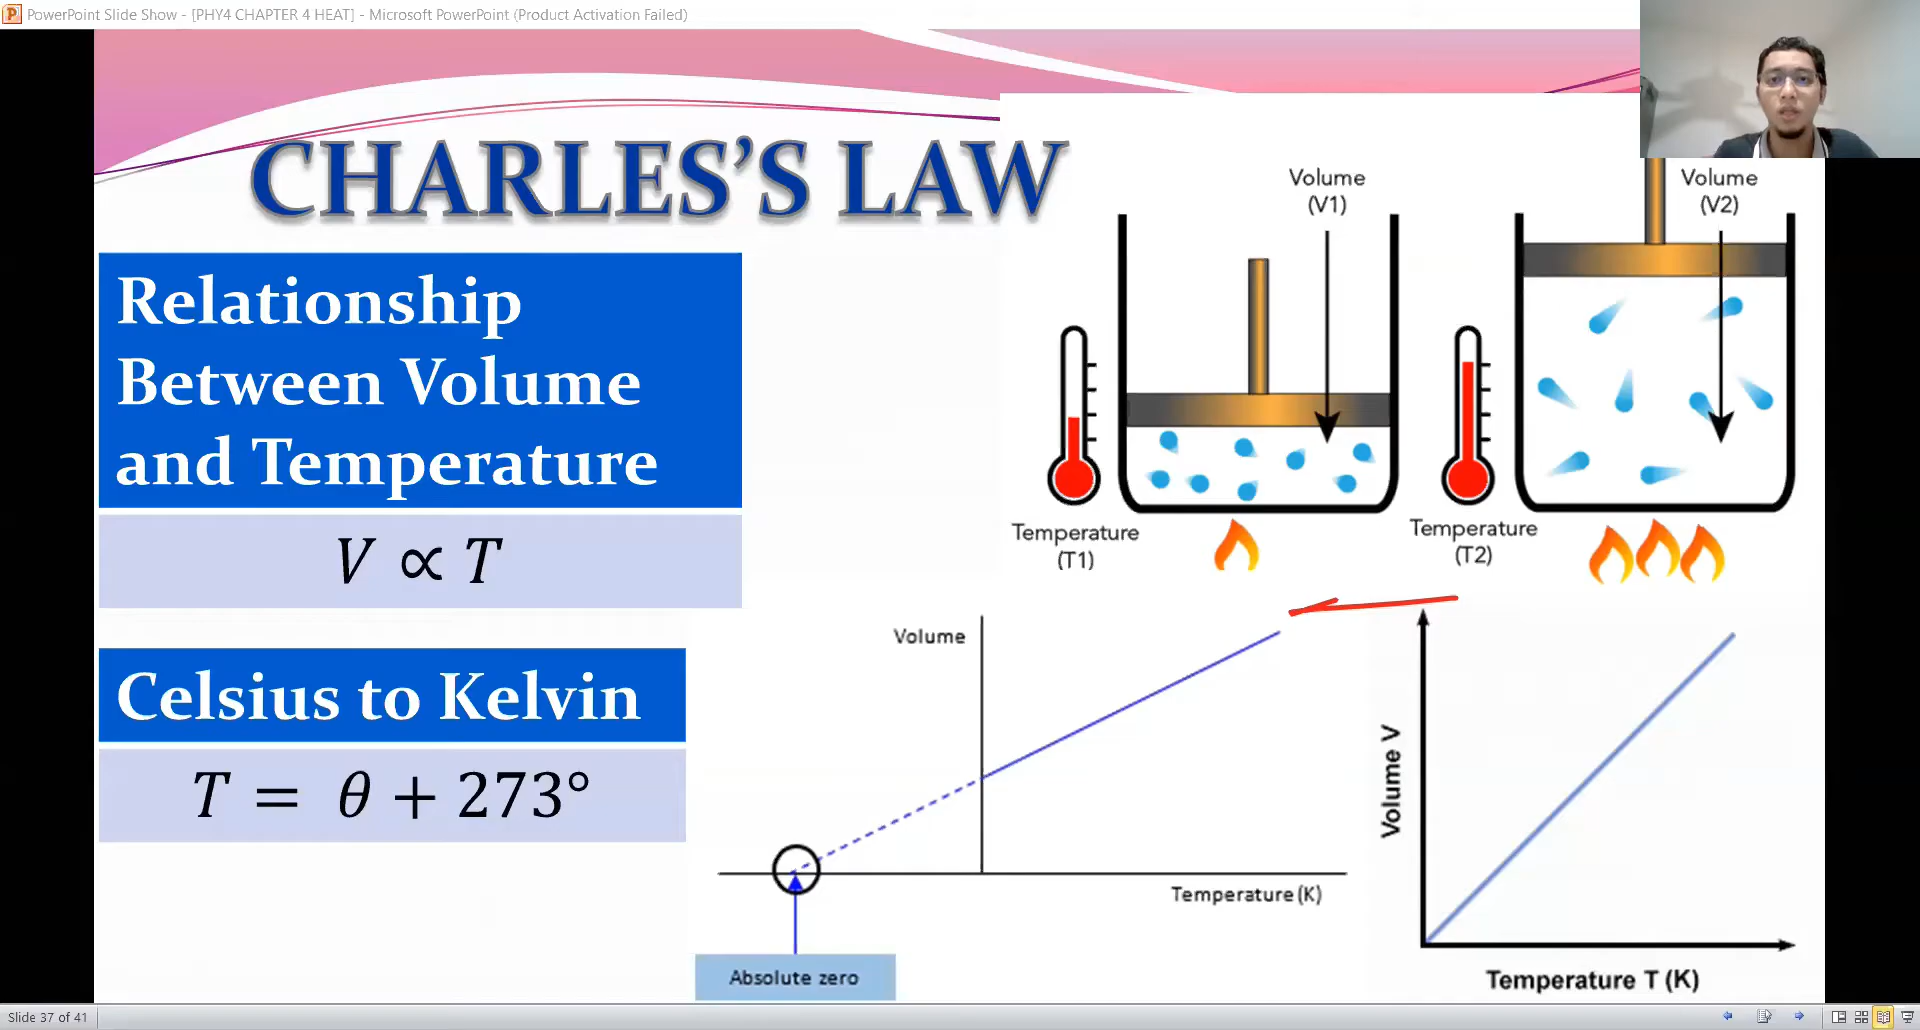 PowerPoint Slide Show - [PHY4 CHAPTER 4 HEAT] - Microsoft PowerPoint (Product Activation Failed)
CHARLES'S LAW
Relationship
Between Volume
and Temperature
V ∝ T
Celsius to Kelvin
T = θ + 273°
Volume
(V1)
Temperature
(T1)
Volume
(V2)
Temperature
(T2)
Volume
Temperature (K)
Absolute zero
Volume V
Temperature T (K)
Slide 37 of 41